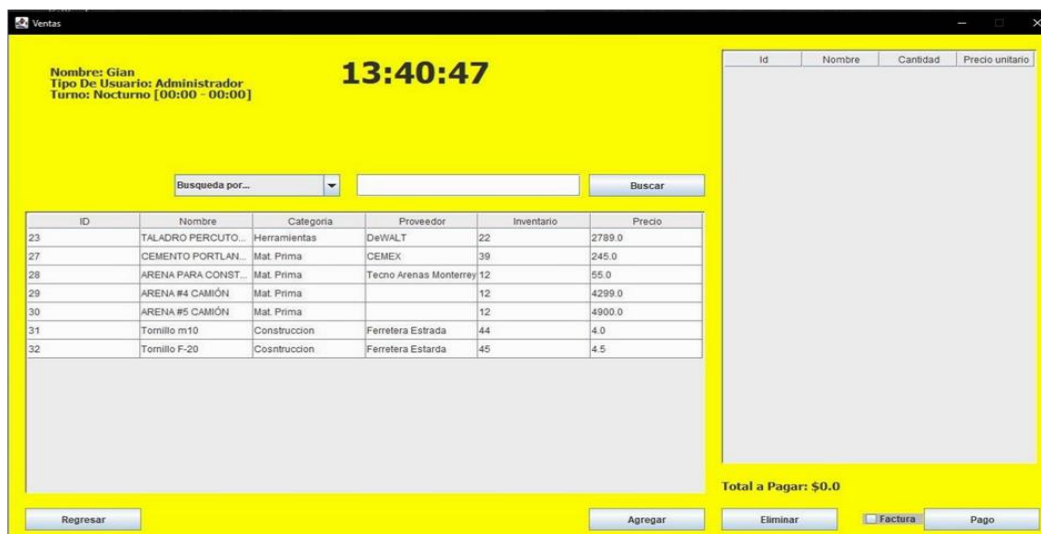 Ventas
Nombre: Gian
Tipo De Usuario: Administrador
Turno: Nocturno [00:00 - 00:00]
13:40:47
Busqueda por...
Buscar
ID Nombre Categoria Proveedor Inventario Precio
23 TALADRO PERCUTO... Herramientas DeWALT 22 2789.0
27 CEMENTO PORTLAN... Mat. Prima CEMEX 39 245.0
28 ARENA PARA CONST... Mat. Prima Tecno Arenas Monterrey 12 55.0
29 ARENA #4 CAMIÓN Mat. Prima 12 4299.0
30 ARENA #5 CAMIÓN Mat. Prima 12 4900.0
31 Tornillo m10 Construccion Ferretera Estrada 44 4.0
32 Tornillo F-20 Cosntruccion Ferretera Estarda 45 4.5
Regresar
Agregar
Id Nombre Cantidad Precio unitario
Total a Pagar: $0.0
Eliminar
Factura
Pago